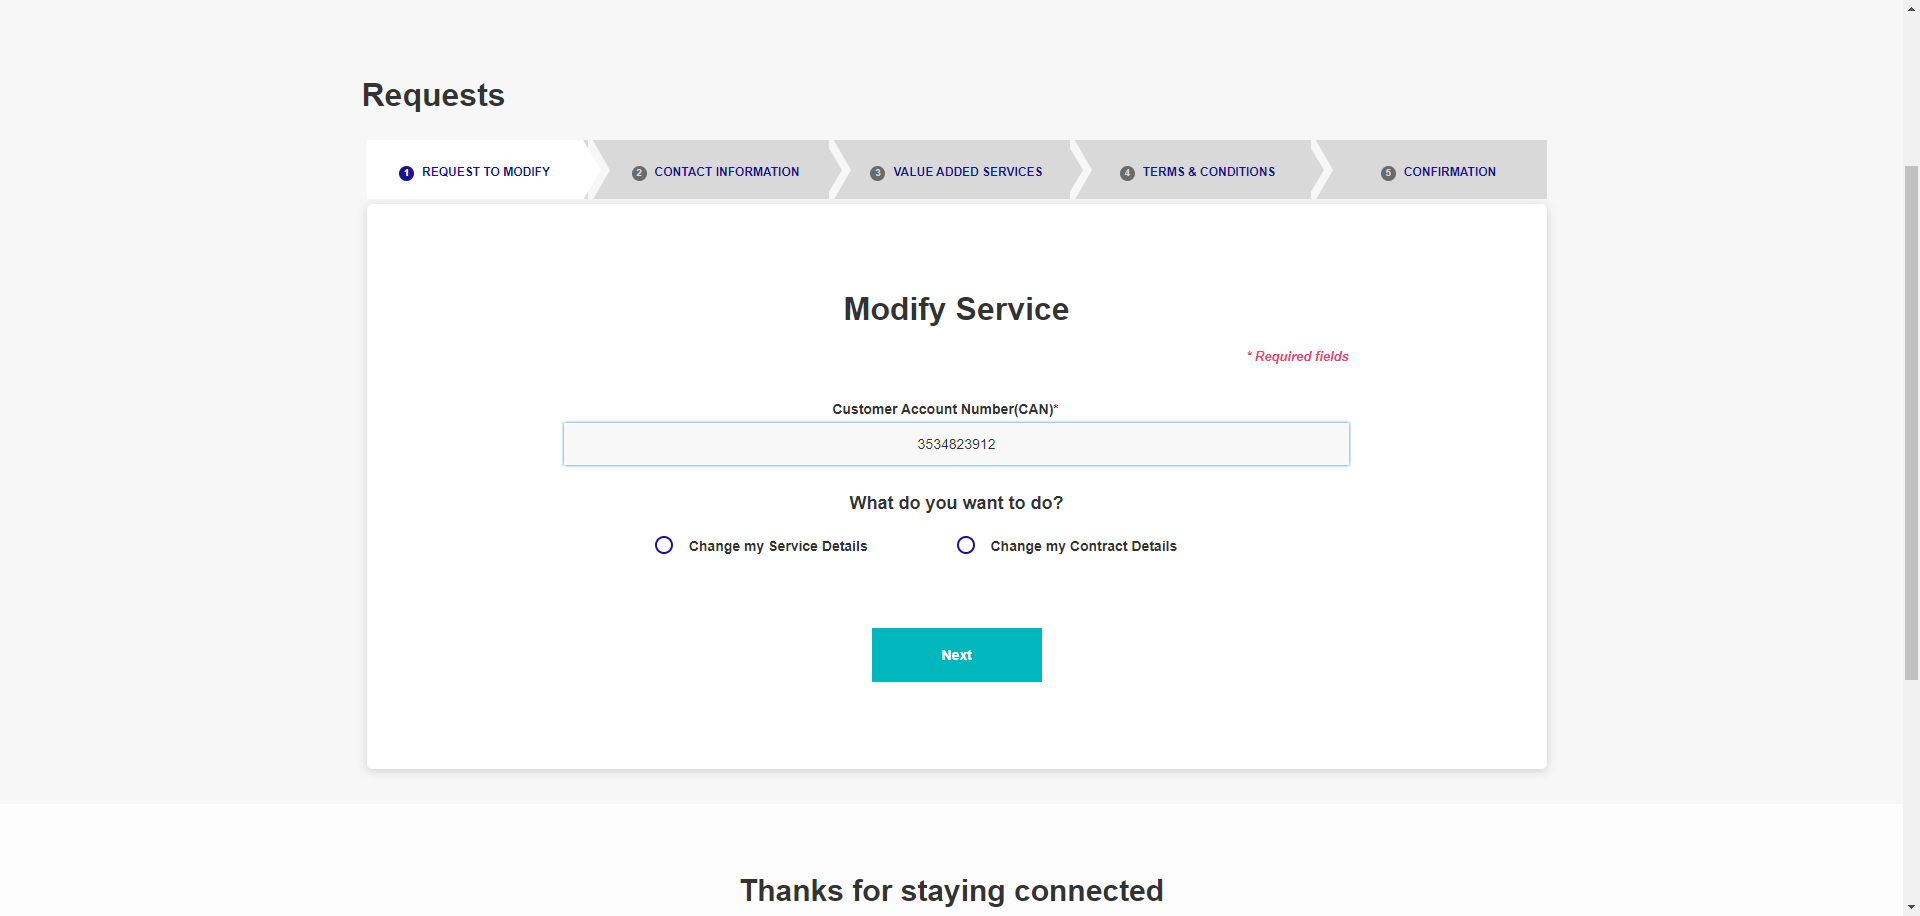 Requests
1 REQUEST TO MODIFY
2 CONTACT INFORMATION
3 VALUE ADDED SERVICES
4 TERMS & CONDITIONS
5 CONFIRMATION
Modify Service
* Required fields
Customer Account Number(CAN)*
3534823912
What do you want to do?
Change my Service Details
Change my Contract Details
Next
Thanks for staying connected